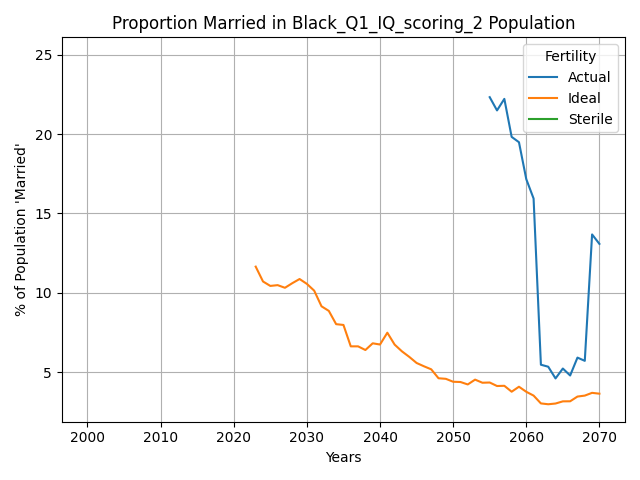 Proportion Married in Black_Q1_IQ_scoring_2 Population
25
20
15
10
5
% of Population 'Married'
Fertility
Actual
Ideal
Sterile
2000 2010 2020 2030 2040 2050 2060 2070
Years